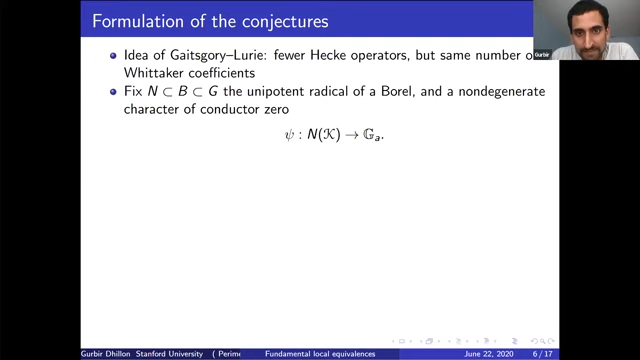 Formulation of the conjectures
Idea of Gaitsgory–Lurie: fewer Hecke operators, but same number o
Whittaker coefficients
Fix N ⊂ B ⊂ G the unipotent radical of a Borel, and a nondegenerate
character of conductor zero
ψ : N(𝒦) → 𝔾ₐ.
Gurbir
Gurbir Dhillon Stanford University ( Perime
Fundamental local equivalences
June 22, 2020
6 / 17